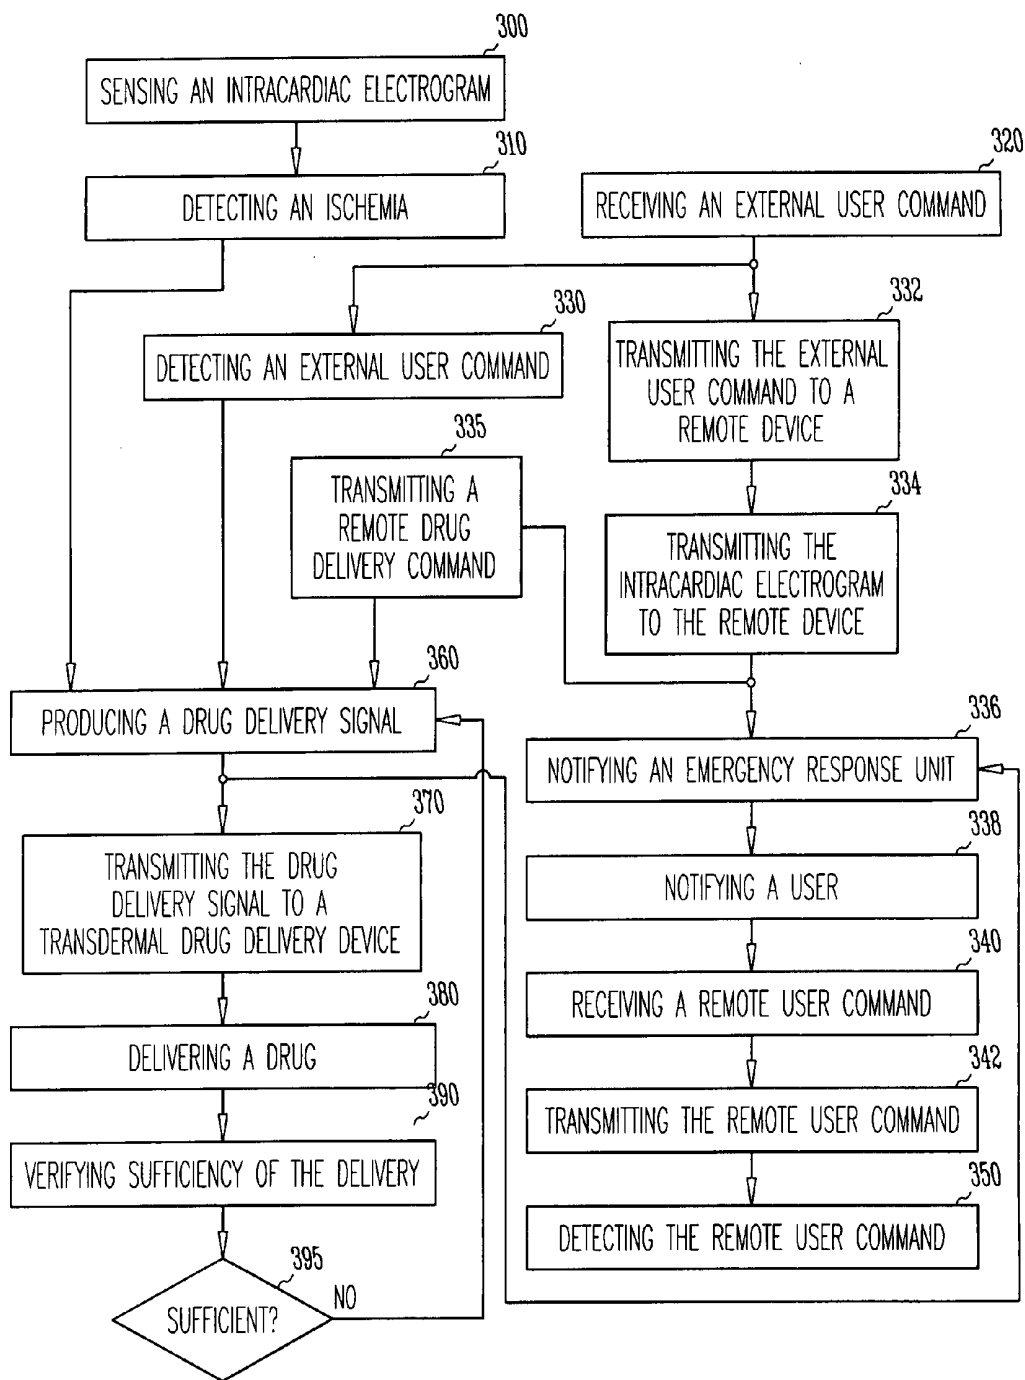 300
SENSING AN INTRACARDIAC ELECTROGRAM
310
DETECTING AN ISCHEMIA
320
RECEIVING AN EXTERNAL USER COMMAND
330
DETECTING AN EXTERNAL USER COMMAND
332
TRANSMITTING THE EXTERNAL
USER COMMAND TO A
REMOTE DEVICE
335
TRANSMITTING A
REMOTE DRUG
DELIVERY COMMAND
334
TRANSMITTING THE
INTRACARDIAC ELECTROGRAM
TO THE REMOTE DEVICE
360
PRODUCING A DRUG DELIVERY SIGNAL
336
NOTIFYING AN EMERGENCY RESPONSE UNIT
370
TRANSMITTING THE DRUG
DELIVERY SIGNAL TO A
TRANSDERMAL DRUG DELIVERY DEVICE
338
NOTIFYING A USER
340
RECEIVING A REMOTE USER COMMAND
380
DELIVERING A DRUG
342
TRANSMITTING THE REMOTE USER COMMAND
390
VERIFYING SUFFICIENCY OF THE DELIVERY
350
DETECTING THE REMOTE USER COMMAND
395
SUFFICIENT?
NO